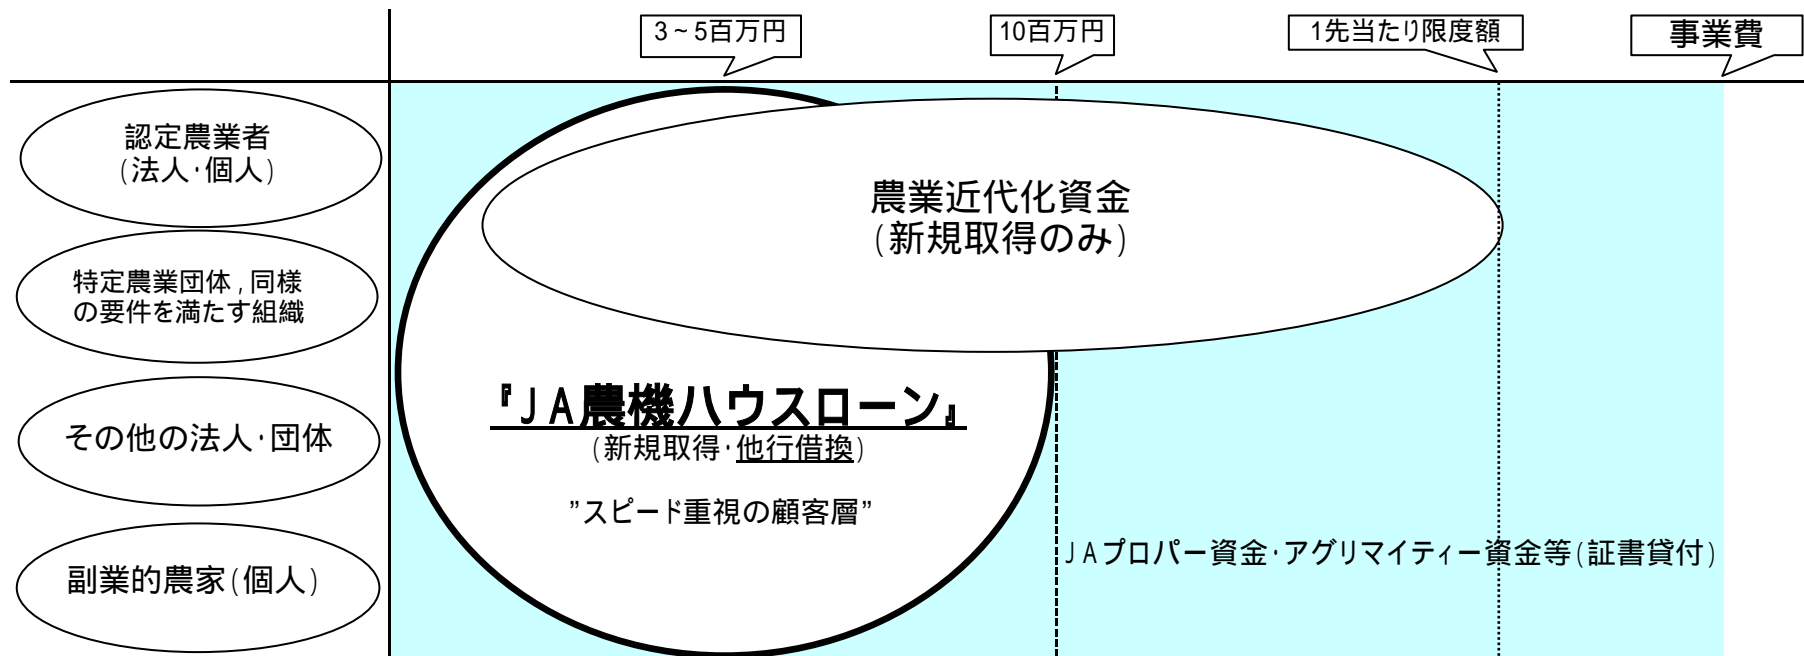 3~5百万円
10百万円
1先当たり限度額
事業費
認定農業者
(法人・個人)
特定農業団体,同様
の要件を満たす組織
その他の法人・団体
副業的農家(個人)
農業近代化資金
(新規取得のみ)
『JA農機ハウスローン』
(新規取得・他行借換)
”スピード重視の顧客層”
JAプロパー資金・アグリマイティー資金等(証書貸付)